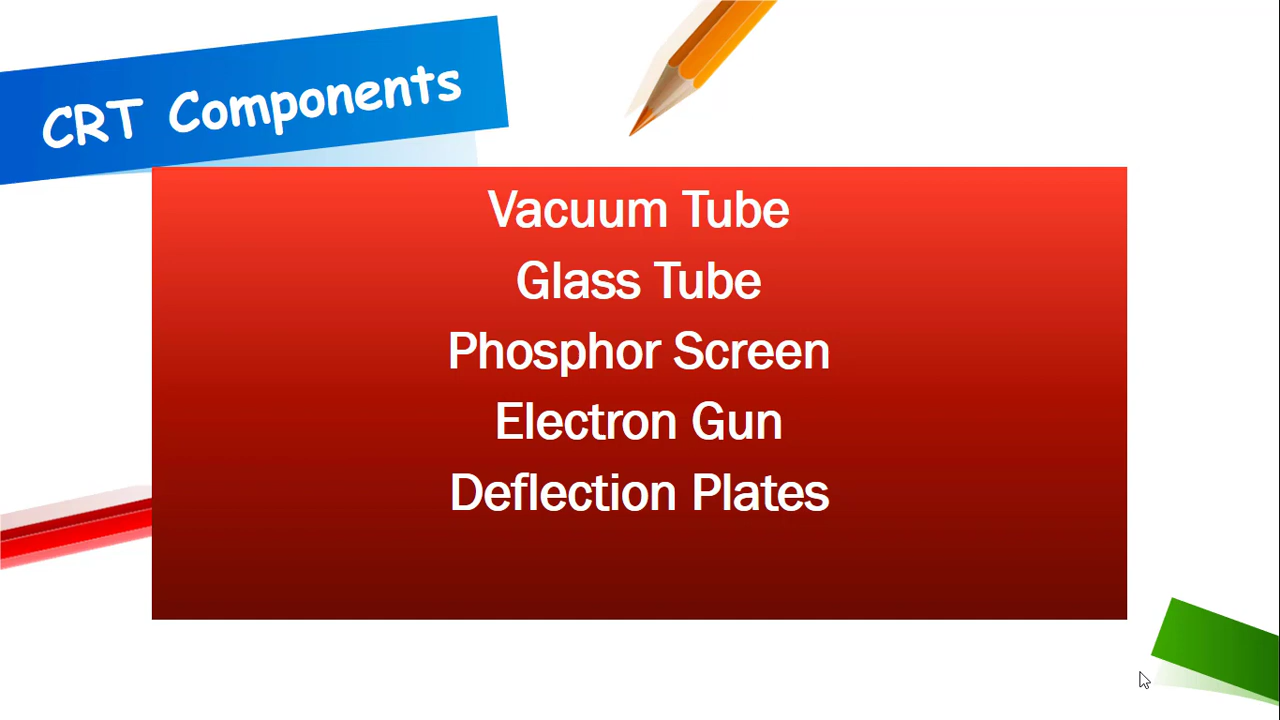 CRT Components
Vacuum Tube
Glass Tube
Phosphor Screen
Electron Gun
Deflection Plates